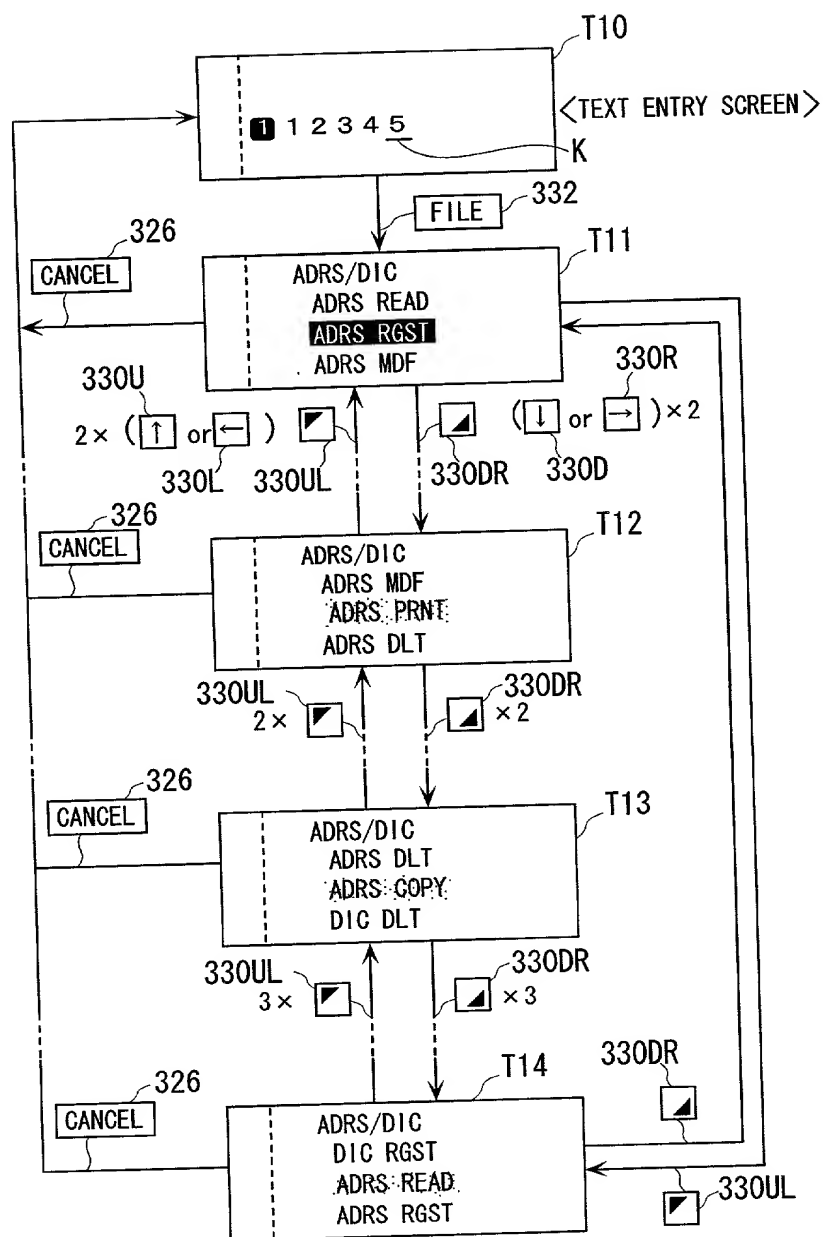 T10
1 1 2 3 4 5
<TEXT ENTRY SCREEN>
K
FILE 332
326
CANCEL
T11
ADRS/DIC
ADRS READ
ADRS RGST
ADRS MDF
330U
2× (↑ or ← )
330L 330UL
330DR
330R
(↓ or →)×2
330D
326
CANCEL
T12
ADRS/DIC
ADRS MDF
ADRS PRNT
ADRS DLT
330UL
2×
330DR
×2
326
CANCEL
T13
ADRS/DIC
ADRS DLT
ADRS COPY
DIC DLT
330UL
3×
330DR
×3
326
CANCEL
T14
ADRS/DIC
DIC RGST
ADRS READ
ADRS RGST
330DR
330UL